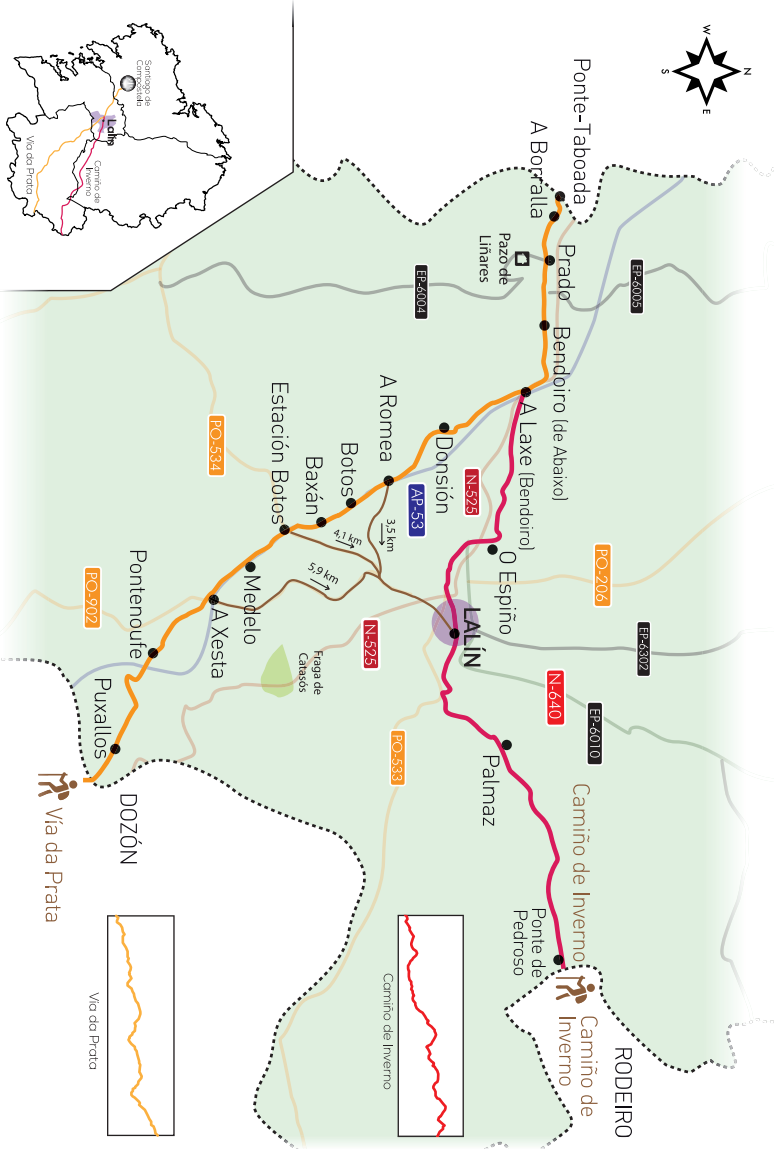 N
E
S
W
Santiago de
Compostela
Lalín
Camiño de
Inverno
Vía da Prata
Ponte-Taboada
A Borralla
Prado
Pazo de
Liñares
EP-6005
EP-6004
Bendoiro (de Abaixo)
A Laxe (Bendoiro)
Donsión
A Romea
Botos
Baxán
Estación Botos
PO-534
AP-53
N-525
O Espiño
PO-206
3,5 km
4,1 km
5,9 km
LALÍN
EP-6302
N-640
EP-6010
Medelo
A Xesta
Pontenoufe
Puxallos
PO-902
N-525
Fraga de
Catasós
PO-533
Palmaz
Camiño de Inverno
Ponte de
Pedroso
Camiño de
Inverno
RODEIRO
DOZÓN
Vía da Prata
Camiño de Inverno
Vía da Prata